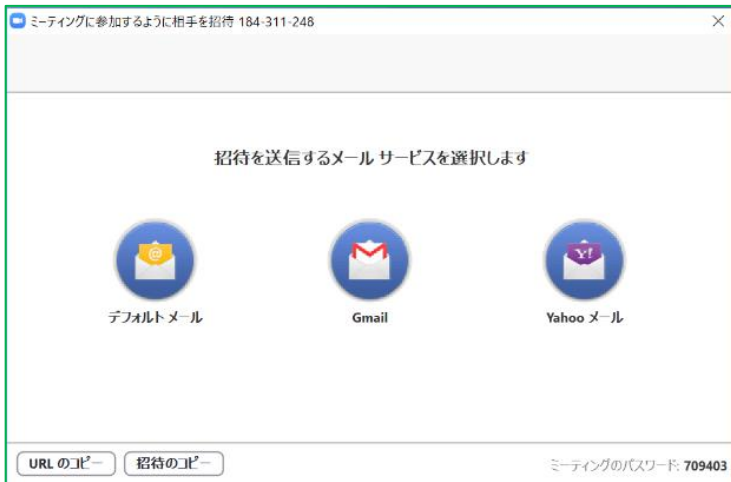 ミーティングに参加するように相手を招待 184-311-248
招待を送信するメール サービスを選択します
@
Y!
デフォルト メール
Gmail
Yahoo メール
URL のコピー
招待のコピー
ミーティングのパスワード: 709403